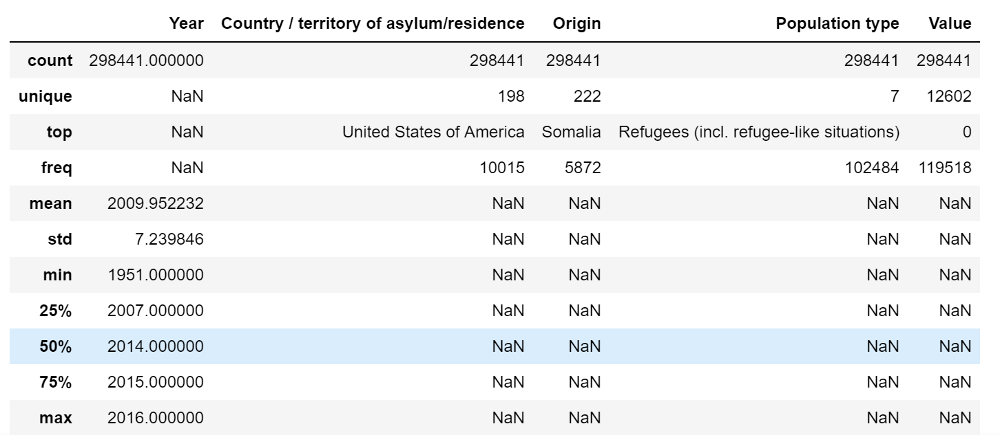 Year Country / territory of asylum/residence Origin Population type Value
count 298441.000000 298441 298441 298441 298441
unique NaN 198 222 7 12602
top NaN United States of America Somalia Refugees (incl. refugee-like situations) 0
freq NaN 10015 5872 102484 119518
mean 2009.952232 NaN NaN NaN NaN
std 7.239846 NaN NaN NaN NaN
min 1951.000000 NaN NaN NaN NaN
25% 2007.000000 NaN NaN NaN NaN
50% 2014.000000 NaN NaN NaN NaN
75% 2015.000000 NaN NaN NaN NaN
max 2016.000000 NaN NaN NaN NaN